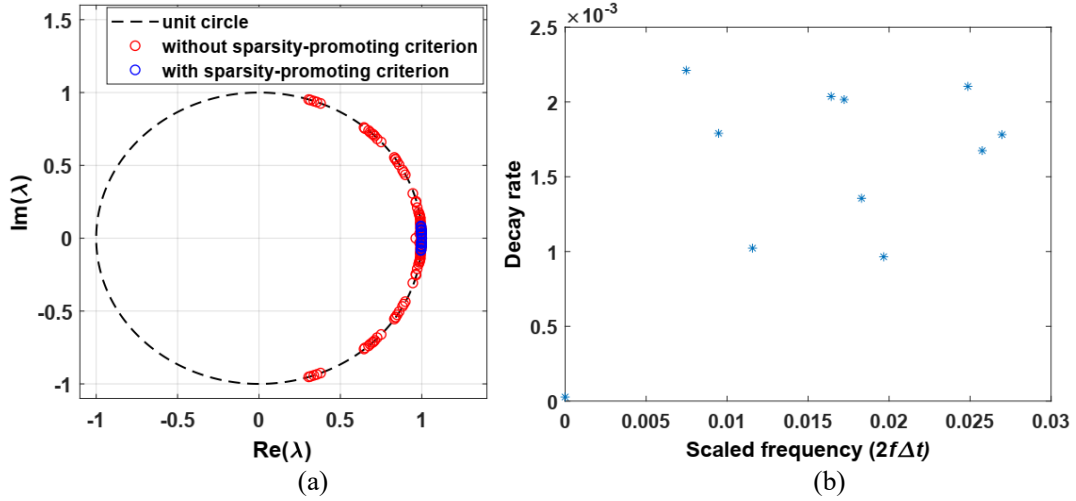 1.5
1
0.5
0
-0.5
-1
-1
-0.5
0
0.5
1
Im(λ)
Re(λ)
unit circle
without sparsity-promoting criterion
with sparsity-promoting criterion
(a)
×10⁻³
2.5
2
1.5
1
0.5
0
0
0.005
0.01
0.015
0.02
0.025
0.03
Decay rate
Scaled frequency (2fΔt)
(b)